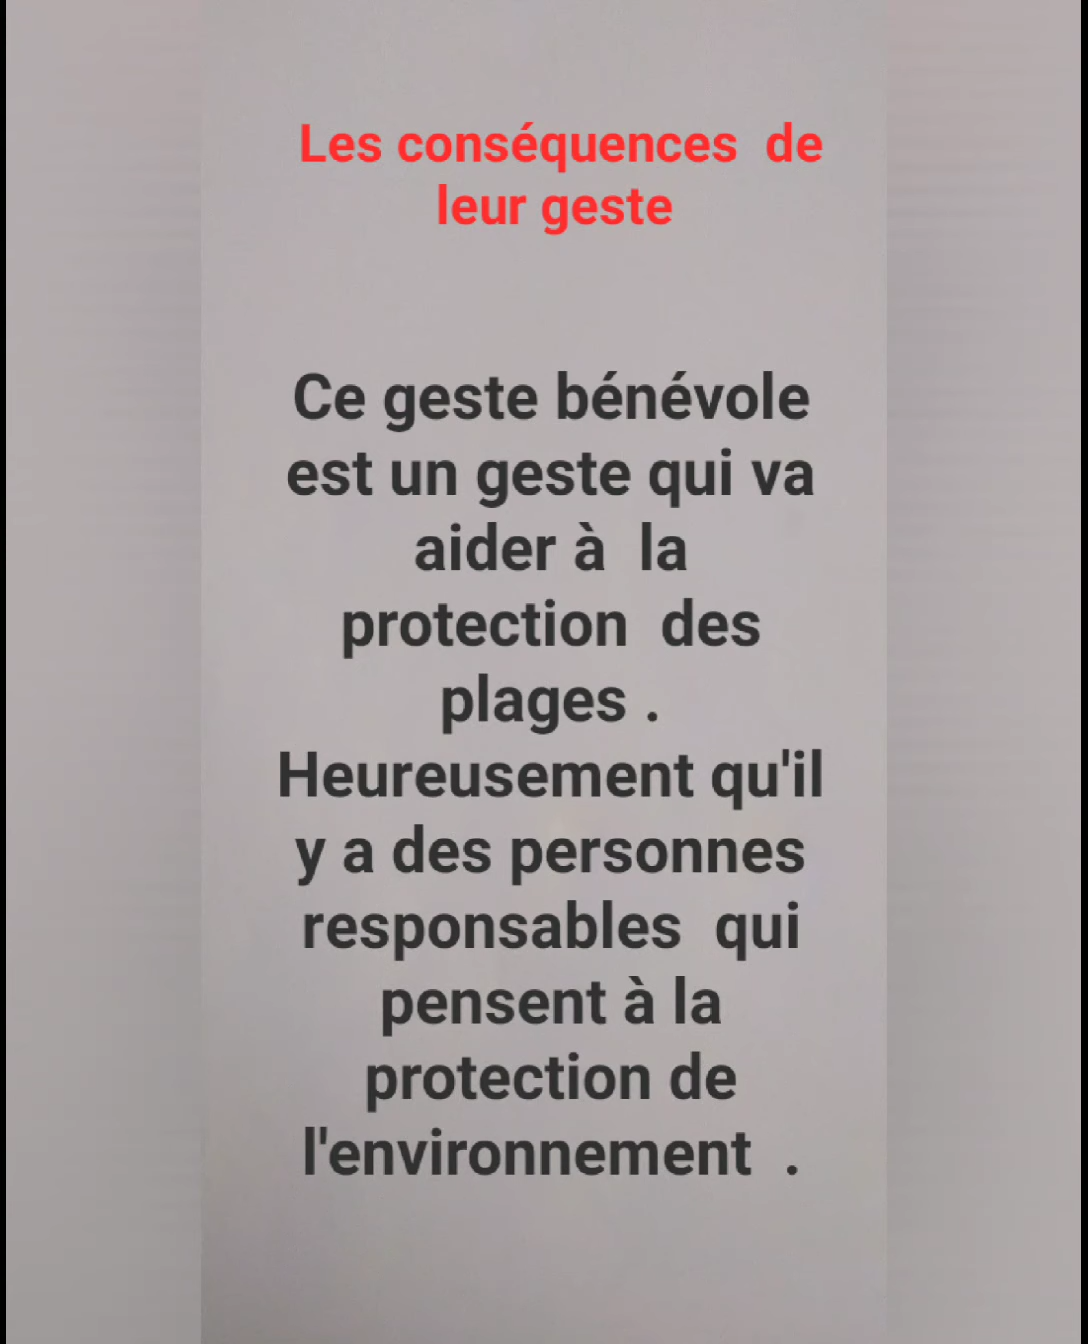 Les conséquences de
leur geste
Ce geste bénévole
est un geste qui va
aider à la
protection des
plages .
Heureusement qu'il
y a des personnes
responsables qui
pensent à la
protection de
l'environnement .